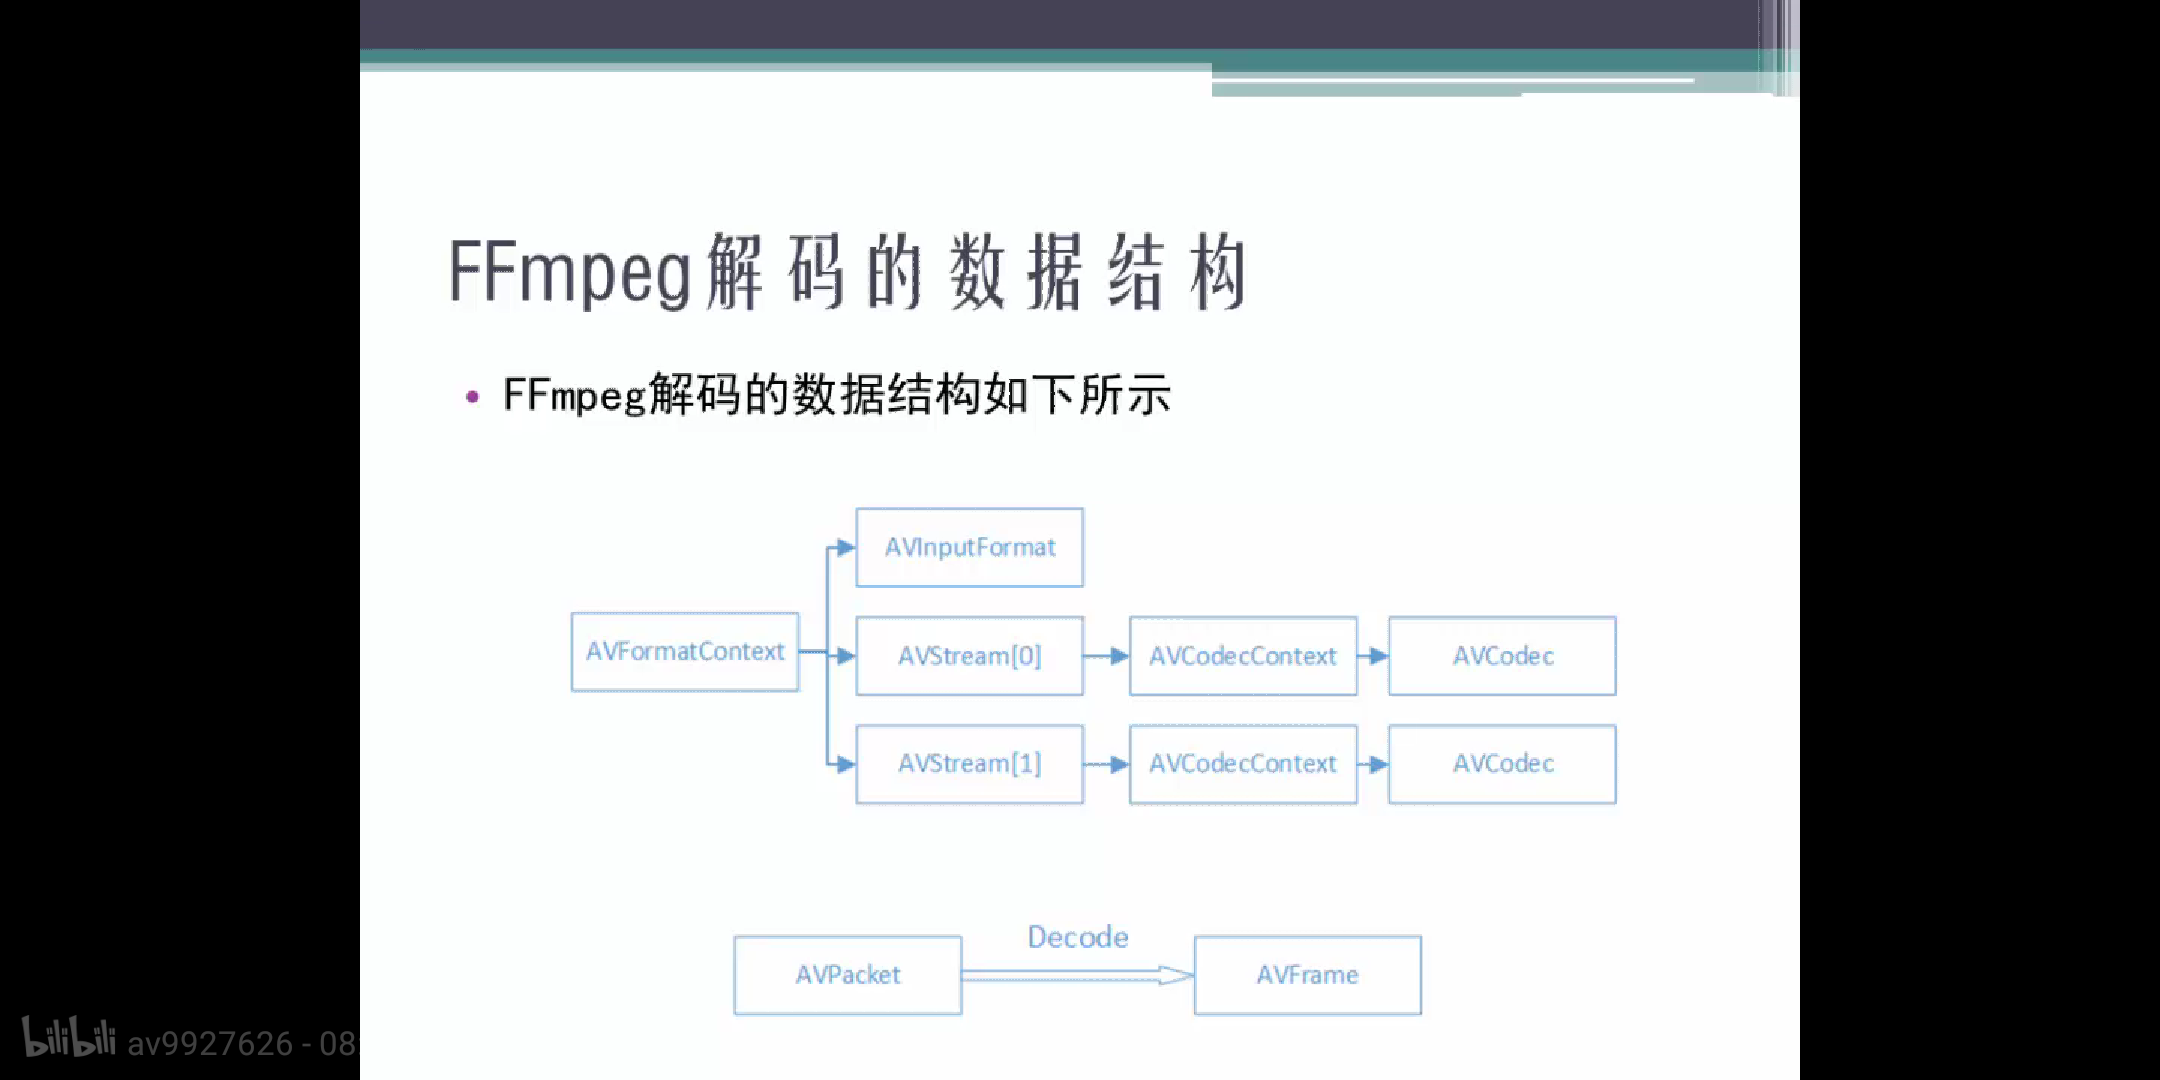 FFmpeg解码的数据结构
FFmpeg解码的数据结构如下所示
AVInputFormat
AVFormatContext
AVStream[0]
AVCodecContext
AVCodec
AVStream[1]
AVCodecContext
AVCodec
Decode
AVPacket
AVFrame
bilibili av9927626 - 08